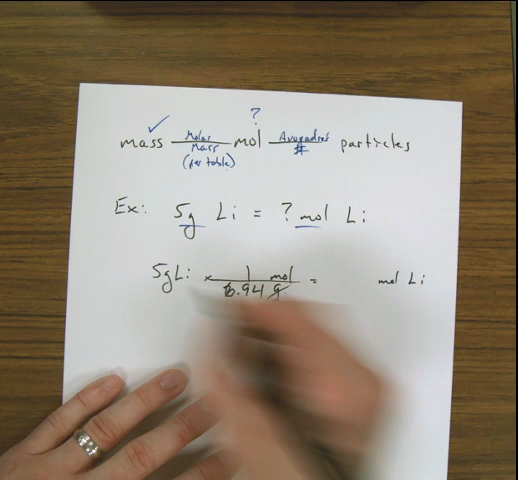 ?
mass Molar Mass (per table) mol Avogadro's # particles
Ex: 5g Li = ? mol Li
5g Li × 1 mol / 6.94 g = mol Li